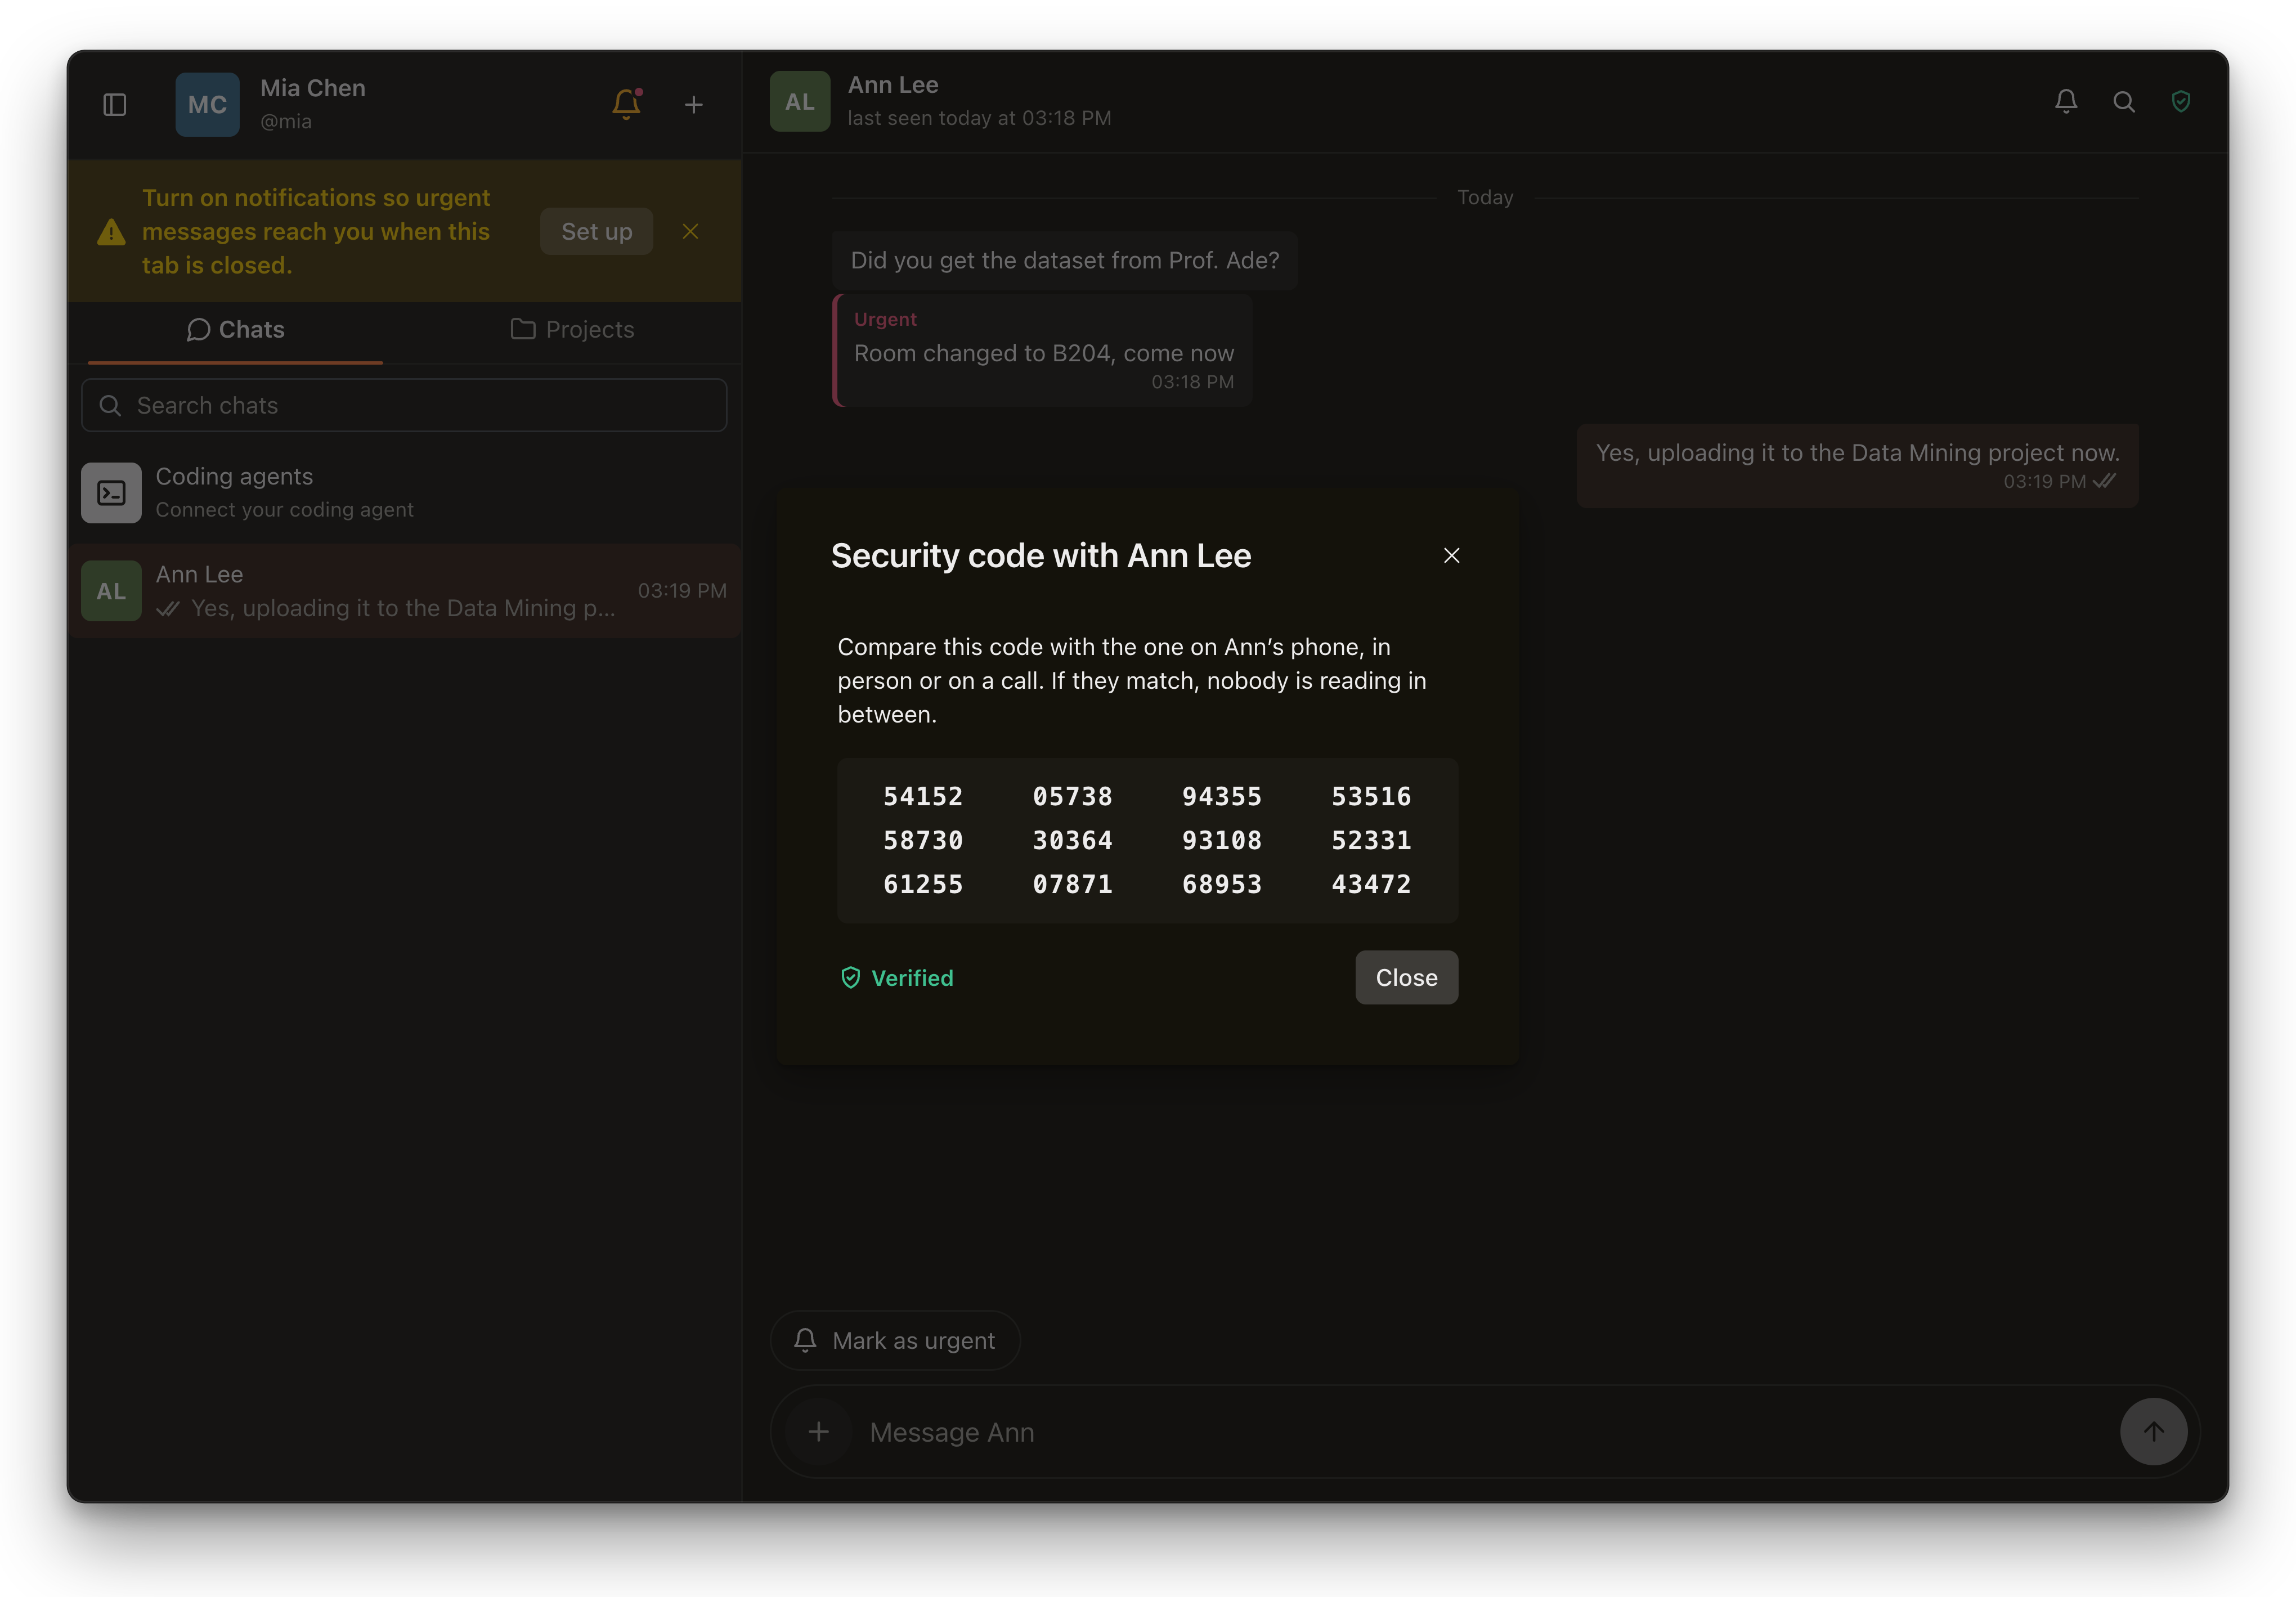 MC
Mia Chen
@mia
Turn on notifications so urgent
messages reach you when this
tab is closed.
Set up
Chats
Projects
Search chats
Coding agents
Connect your coding agent
AL
Ann Lee
03:19 PM
Yes, uploading it to the Data Mining p...
AL
Ann Lee
last seen today at 03:18 PM
Today
Did you get the dataset from Prof. Ade?
Urgent
Room changed to B204, come now
03:18 PM
Yes, uploading it to the Data Mining project now.
03:19 PM
Security code with Ann Lee
Compare this code with the one on Ann’s phone, in
person or on a call. If they match, nobody is reading in
between.
54152 05738 94355 53516
58730 30364 93108 52331
61255 07871 68953 43472
Verified
Close
Mark as urgent
Message Ann